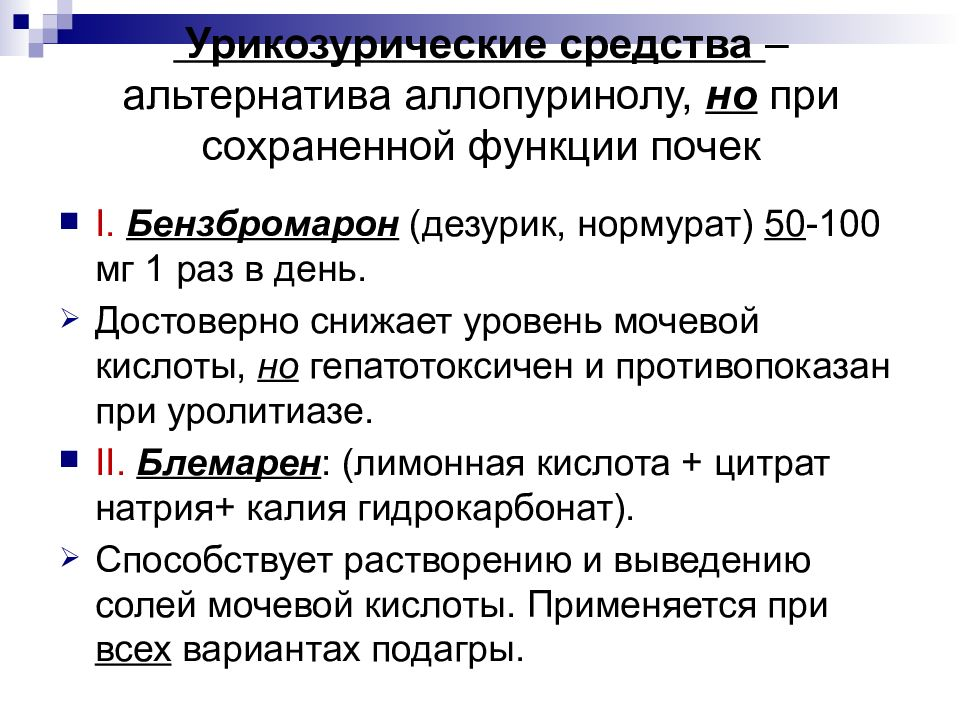 Урикозурические средства –
альтернатива аллопуринолу, но при
сохраненной функции почек
I. Бензбромарон (дезурик, нормурат) 50-100
мг 1 раз в день.
Достоверно снижает уровень мочевой
кислоты, но гепатотоксичен и противопоказан
при уролитиазе.
II. Блемарен: (лимонная кислота + цитрат
натрия+ калия гидрокарбонат).
Способствует растворению и выведению
солей мочевой кислоты. Применяется при
всех вариантах подагры.